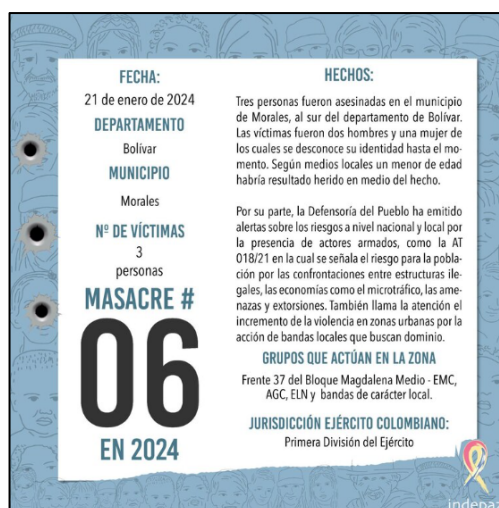 FECHA:
21 de enero de 2024
DEPARTAMENTO
Bolívar
MUNICIPIO
Morales
Nº DE VÍCTIMAS
3
personas
MASACRE #
06
EN 2024
HECHOS:
Tres personas fueron asesinadas en el municipio
de Morales, al sur del departamento de Bolívar.
Las víctimas fueron dos hombres y una mujer de
los cuales se desconoce su identidad hasta el mo-
mento. Según medios locales un menor de edad
habría resultado herido en medio del hecho.
Por su parte, la Defensoría del Pueblo ha emitido
alertas sobre los riesgos a nivel nacional y local por
la presencia de actores armados, como la AT
018/21 en la cual se señala el riesgo para la pobla-
ción por las confrontaciones entre estructuras ile-
gales, las economías como el microtráfico, las ame-
nazas y extorsiones. También llama la atención el
incremento de la violencia en zonas urbanas por la
acción de bandas locales que buscan dominio.
GRUPOS QUE ACTÚAN EN LA ZONA
Frente 37 del Bloque Magdalena Medio - EMC,
AGC, ELN y bandas de carácter local.
JURISDICCIÓN EJÉRCITO COLOMBIANO:
Primera División del Ejército
indepaz